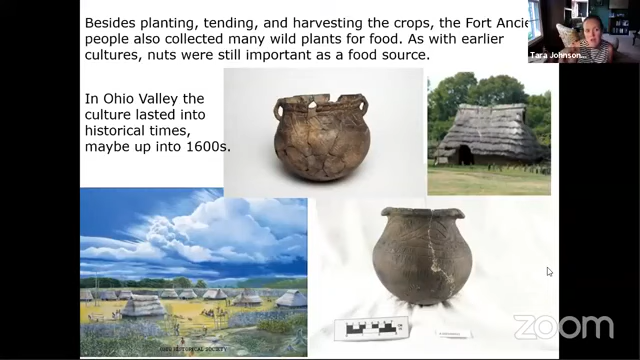 Besides planting, tending, and harvesting the crops, the Fort Ancie
people also collected many wild plants for food. As with earlier
cultures, nuts were still important as a food source.
Tara Johnson...
In Ohio Valley the
culture lasted into
historical times,
maybe up into 1600s.
OHIO HISTORICAL SOCIETY
zoom